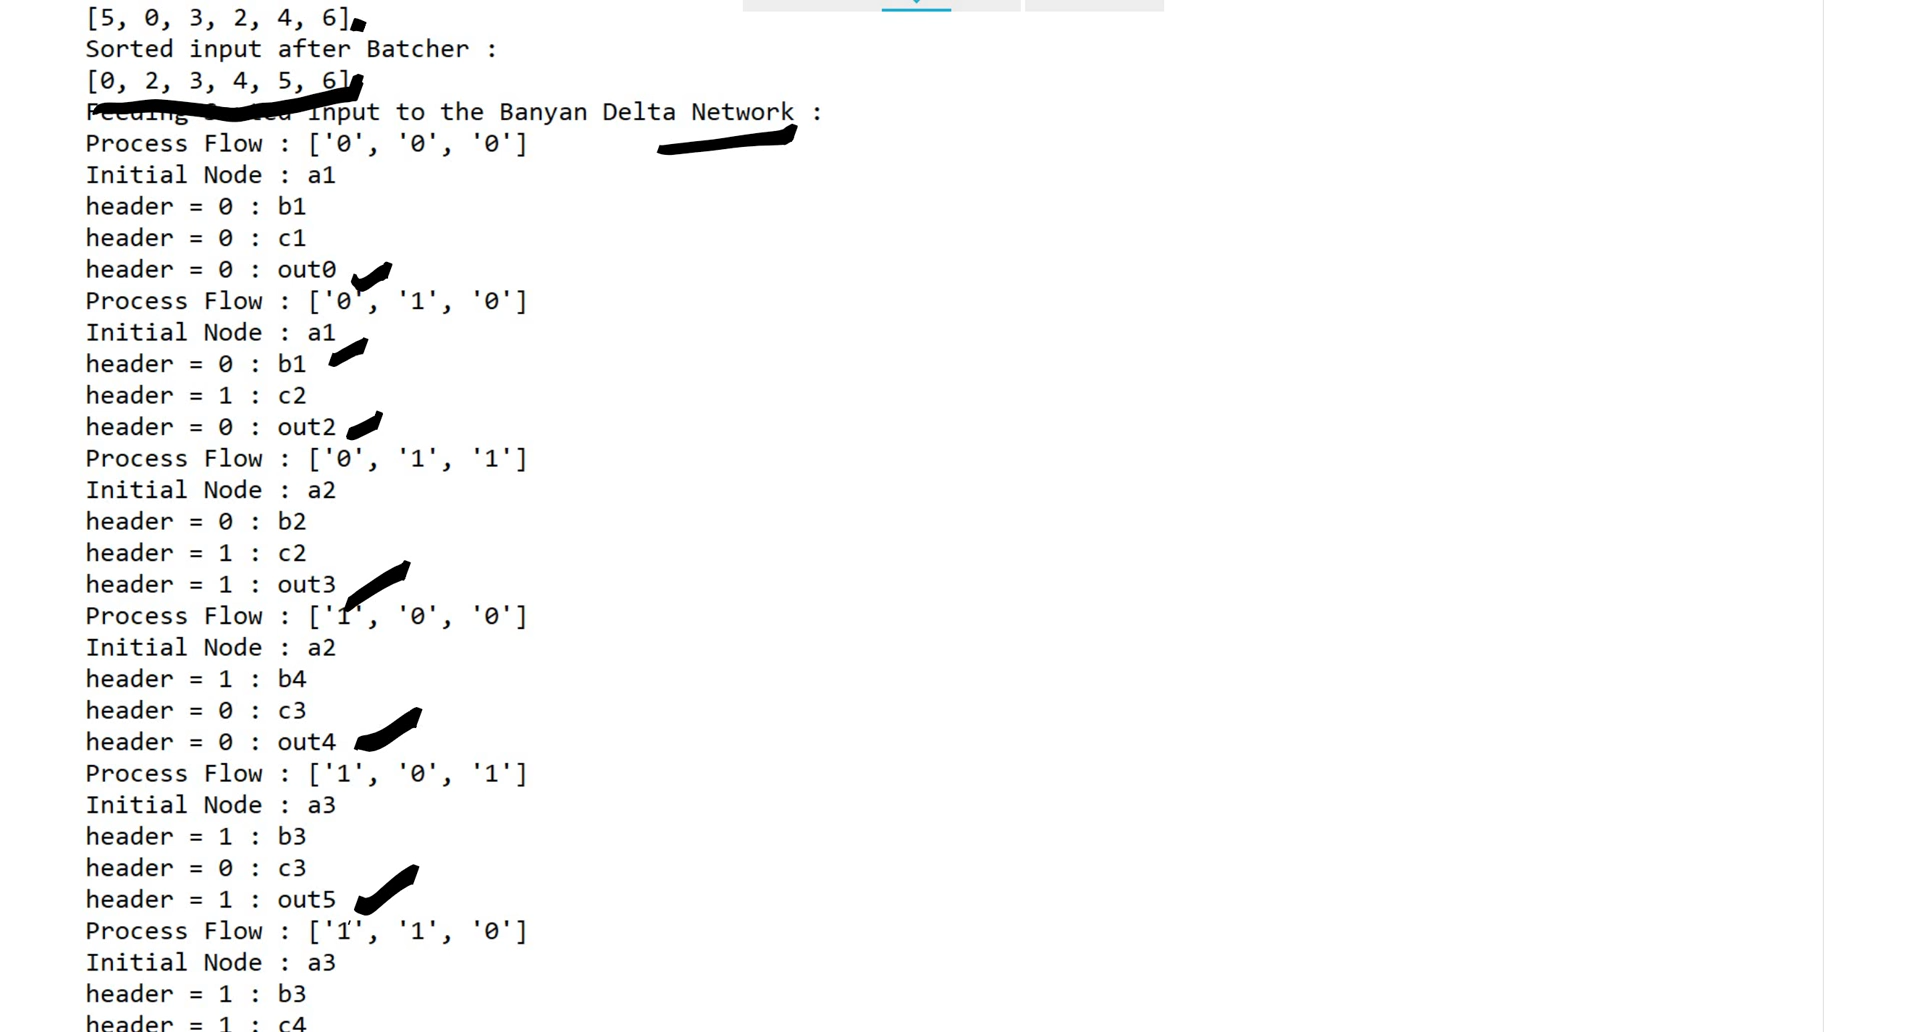 [5, 0, 3, 2, 4, 6]
Sorted input after Batcher :
[0, 2, 3, 4, 5, 6]
Feeding input to the Banyan Delta Network :
Process Flow : ['0', '0', '0']
Initial Node : a1
header = 0 : b1
header = 0 : c1
header = 0 : out0
Process Flow : ['0', '1', '0']
Initial Node : a1
header = 0 : b1
header = 1 : c2
header = 0 : out2
Process Flow : ['0', '1', '1']
Initial Node : a2
header = 0 : b2
header = 1 : c2
header = 1 : out3
Process Flow : ['1', '0', '0']
Initial Node : a2
header = 1 : b4
header = 0 : c3
header = 0 : out4
Process Flow : ['1', '0', '1']
Initial Node : a3
header = 1 : b3
header = 0 : c3
header = 1 : out5
Process Flow : ['1', '1', '0']
Initial Node : a3
header = 1 : b3
header = 1 : c4